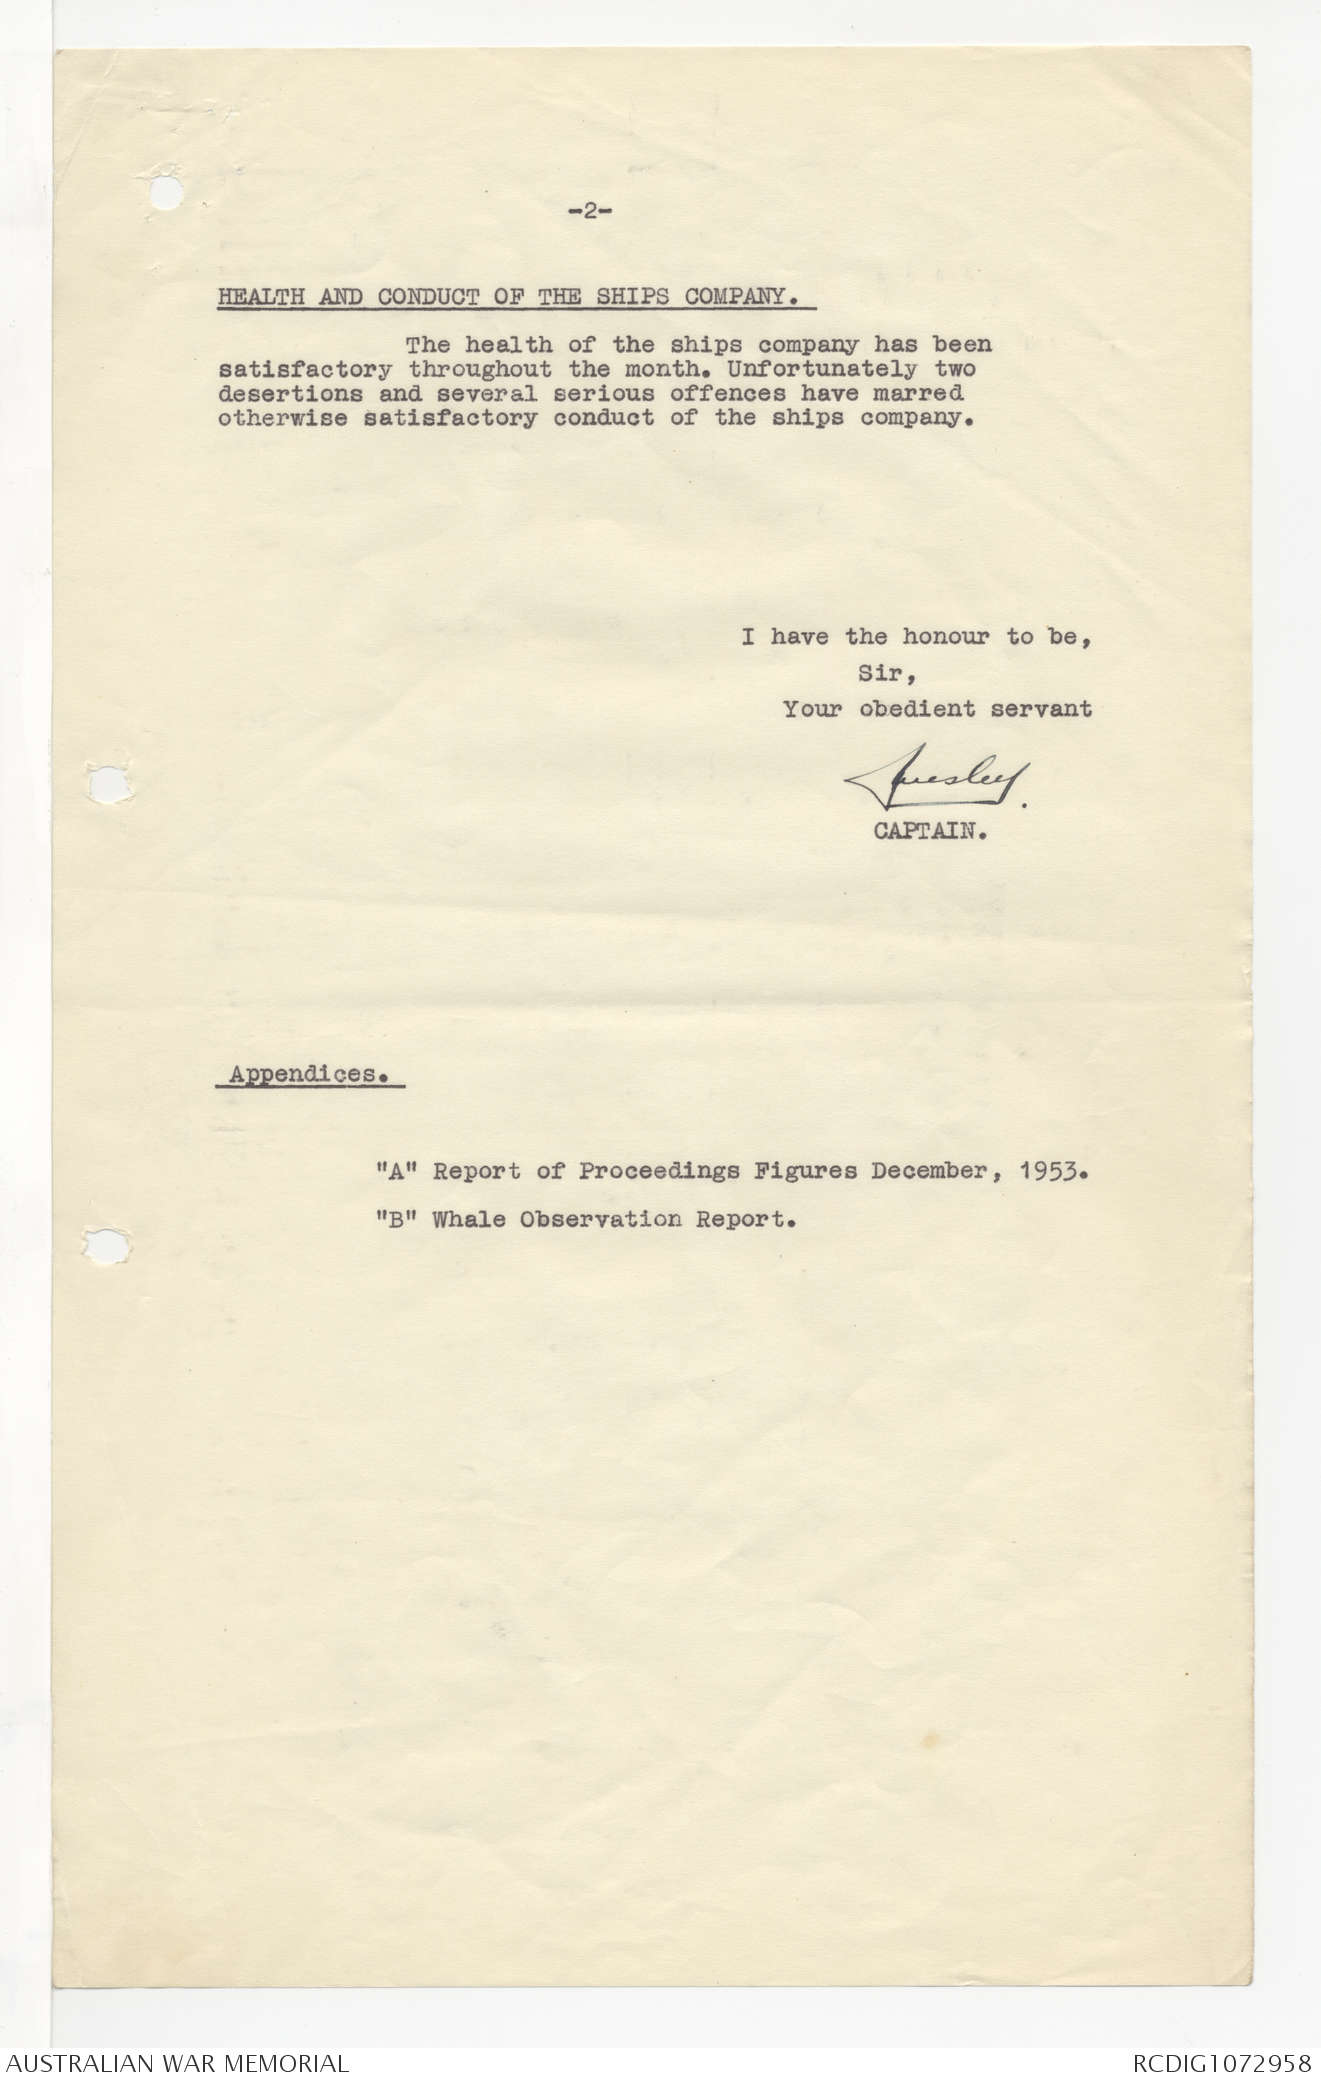 -2-
HEALTH AND CONDUCT OF THE SHIPS COMPANY.
The health of the ships company has been
satisfactory throughout the month. Unfortunately two
desertions and several serious offences have marred
otherwise satisfactory conduct of the ships company.
I have the honour to be,
Sir,
Your obedient servant
CAPTAIN.
Appendices.
"A" Report of Proceedings Figures December, 1953.
"B" Whale Observation Report.
AUSTRALIAN WAR MEMORIAL
RCDIG1072958